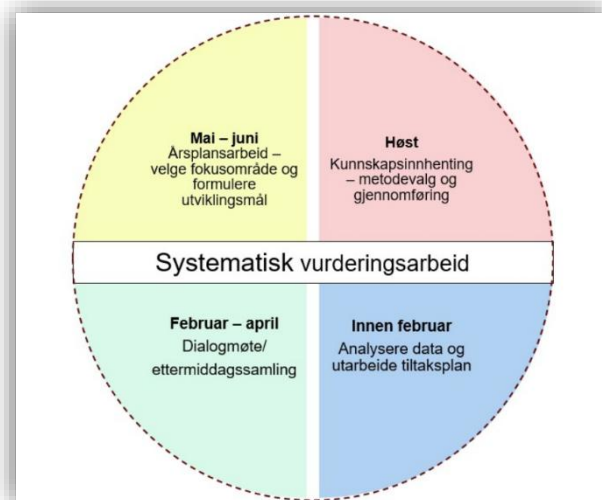 Mai – juni
Årsplansarbeid –
velge fokusområde og
formulere
utviklingsmål
Høst
Kunnskapsinnhenting
– metodevalg og
gjennomføring
Systematisk vurderingsarbeid
Februar – april
Dialogmøte/
ettermiddagssamling
Innen februar
Analysere data og
utarbeide tiltaksplan